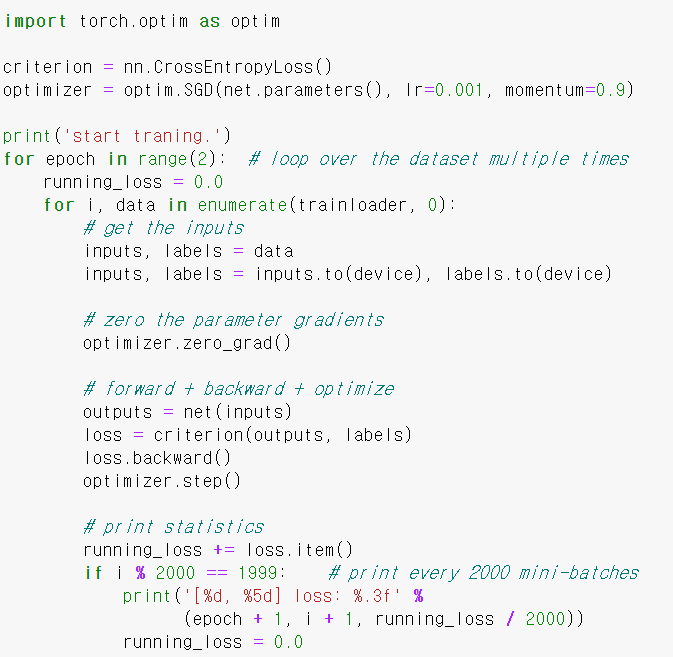 import torch.optim as optim
criterion = nn.CrossEntropyLoss()
optimizer = optim.SGD(net.parameters(), lr=0.001, momentum=0.9)
print('start traning.')
for epoch in range(2):  # loop over the dataset multiple times
    running_loss = 0.0
    for i, data in enumerate(trainloader, 0):
        # get the inputs
        inputs, labels = data
        inputs, labels = inputs.to(device), labels.to(device)
        # zero the parameter gradients
        optimizer.zero_grad()
        # forward + backward + optimize
        outputs = net(inputs)
        loss = criterion(outputs, labels)
        loss.backward()
        optimizer.step()
        # print statistics
        running_loss += loss.item()
        if i % 2000 == 1999:    # print every 2000 mini-batches
            print('[%d, %5d] loss: %.3f' %
                  (epoch + 1, i + 1, running_loss / 2000))
            running_loss = 0.0